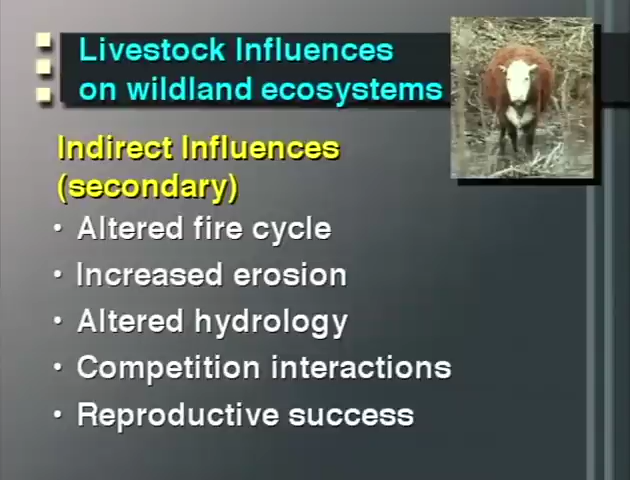 Livestock Influences
on wildland ecosystems
Indirect Influences
(secondary)
• Altered fire cycle
• Increased erosion
• Altered hydrology
• Competition interactions
• Reproductive success